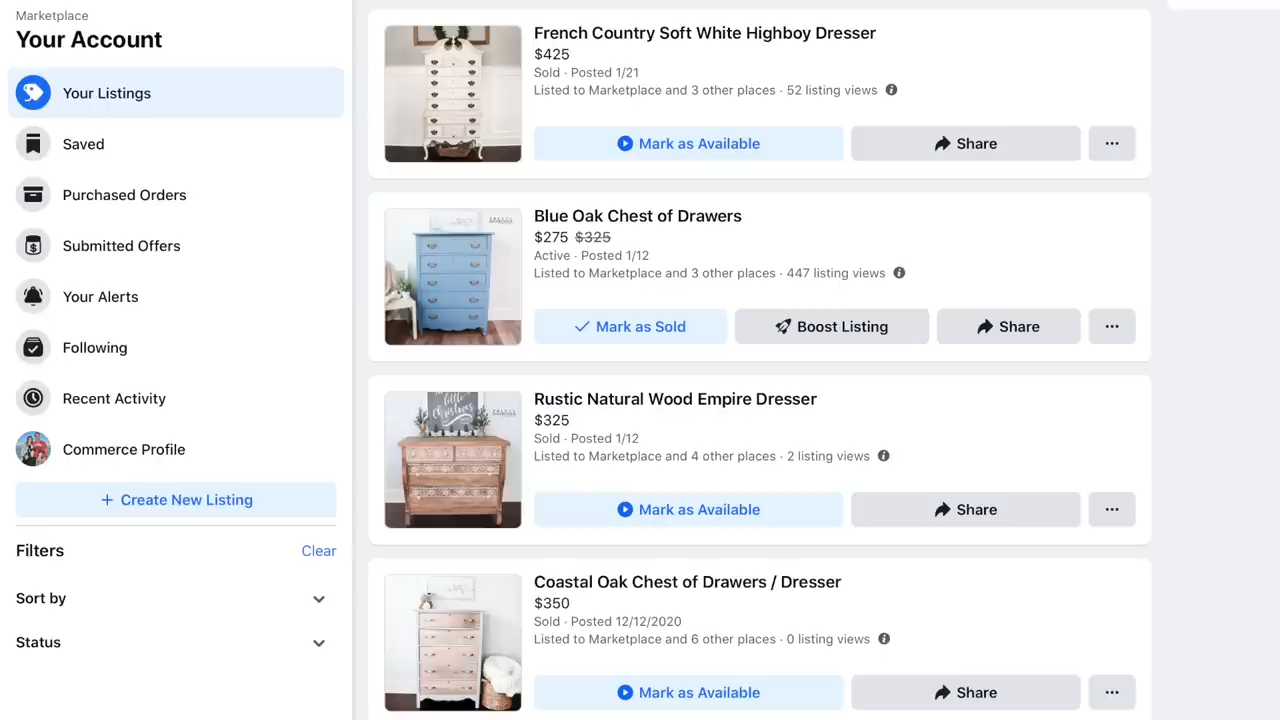 Marketplace
Your Account
Your Listings
Saved
Purchased Orders
Submitted Offers
Your Alerts
Following
Recent Activity
Commerce Profile
+ Create New Listing
Filters
Clear
Sort by
Status
French Country Soft White Highboy Dresser
$425
Sold · Posted 1/21
Listed to Marketplace and 3 other places · 52 listing views
Mark as Available
Share
Blue Oak Chest of Drawers
$275 $325
Active · Posted 1/12
Listed to Marketplace and 3 other places · 447 listing views
Mark as Sold
Boost Listing
Share
little
Christmas
Rustic Natural Wood Empire Dresser
$325
Sold · Posted 1/12
Listed to Marketplace and 4 other places · 2 listing views
Mark as Available
Share
Coastal Oak Chest of Drawers / Dresser
$350
Sold · Posted 12/12/2020
Listed to Marketplace and 6 other places · 0 listing views
Mark as Available
Share